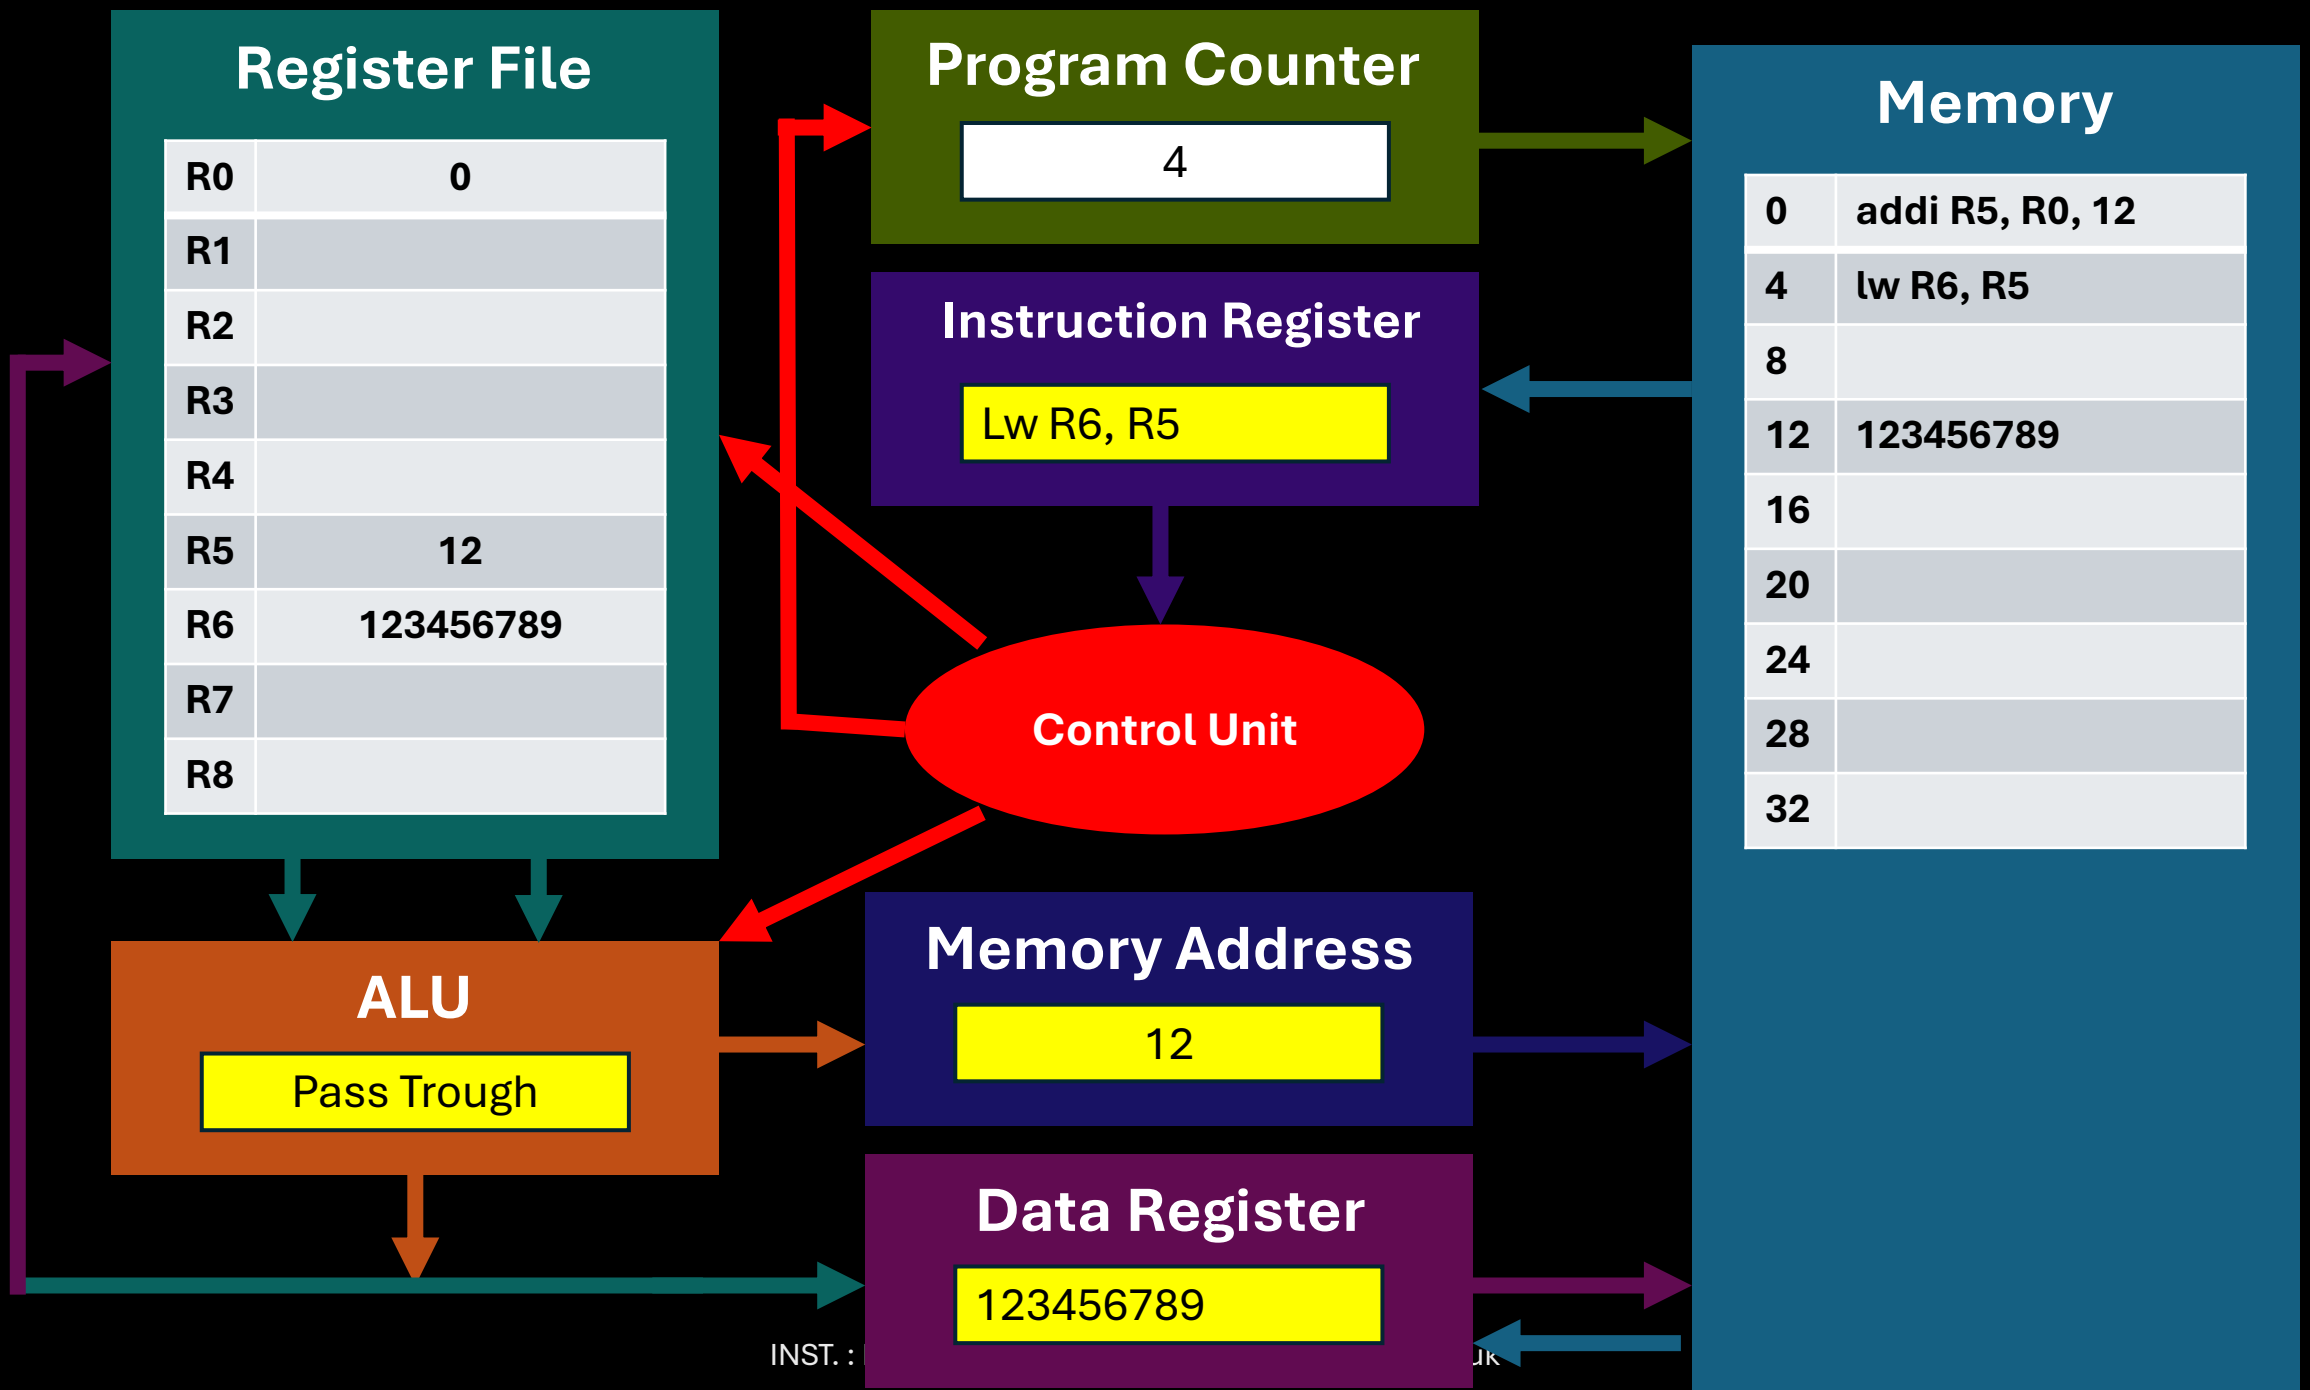 Register File
R0 0
R1
R2
R3
R4
R5 12
R6 123456789
R7
R8
Program Counter
4
Instruction Register
Lw R6, R5
Control Unit
Memory
0 addi R5, R0, 12
4 lw R6, R5
8
12 123456789
16
20
24
28
32
ALU
Pass Trough
Memory Address
12
Data Register
123456789
INST. :